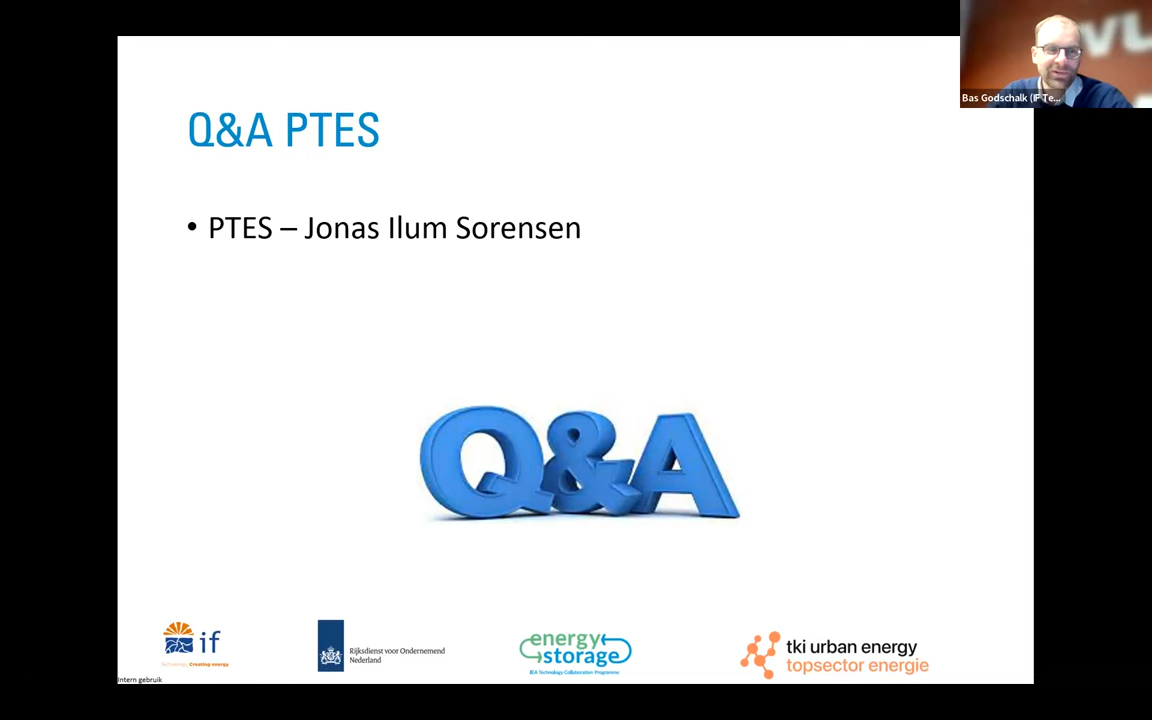 Q&A PTES
• PTES – Jonas Ilum Sorensen
Q&A
if
Technology. Creating energy
Rijksdienst voor Ondernemend
Nederland
energy
storage
IEA Technology Collaboration Programme
tki urban energy
topsector energie
Intern gebruik
Bas Godschalk (IF Te...
VU